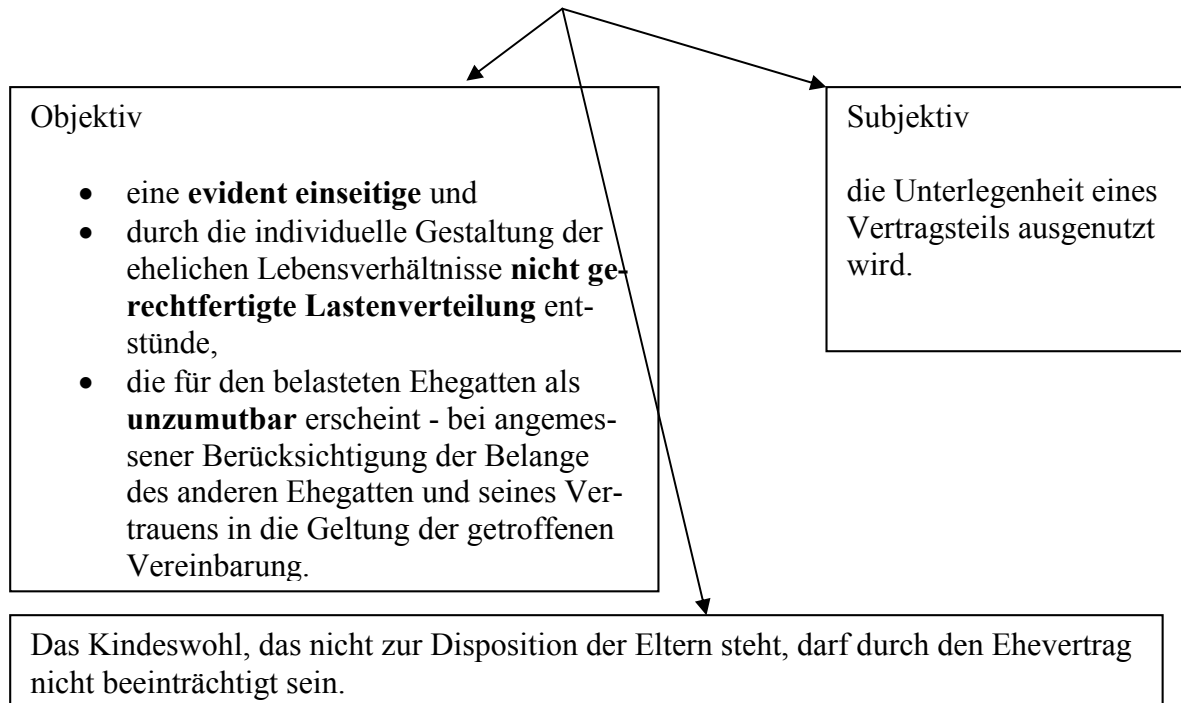 Objektiv
• eine evident einseitige und
• durch die individuelle Gestaltung der
ehelichen Lebensverhältnisse nicht ge-
rechtfertigte Lastenverteilung ent-
stünde,
• die für den belasteten Ehegatten als
unzumutbar erscheint - bei angemes-
sener Berücksichtigung der Belange
des anderen Ehegatten und seines Ver-
trauens in die Geltung der getroffenen
Vereinbarung.
Subjektiv
die Unterlegenheit eines
Vertragsteils ausgenutzt
wird.
Das Kindeswohl, das nicht zur Disposition der Eltern steht, darf durch den Ehevertrag
nicht beeinträchtigt sein.